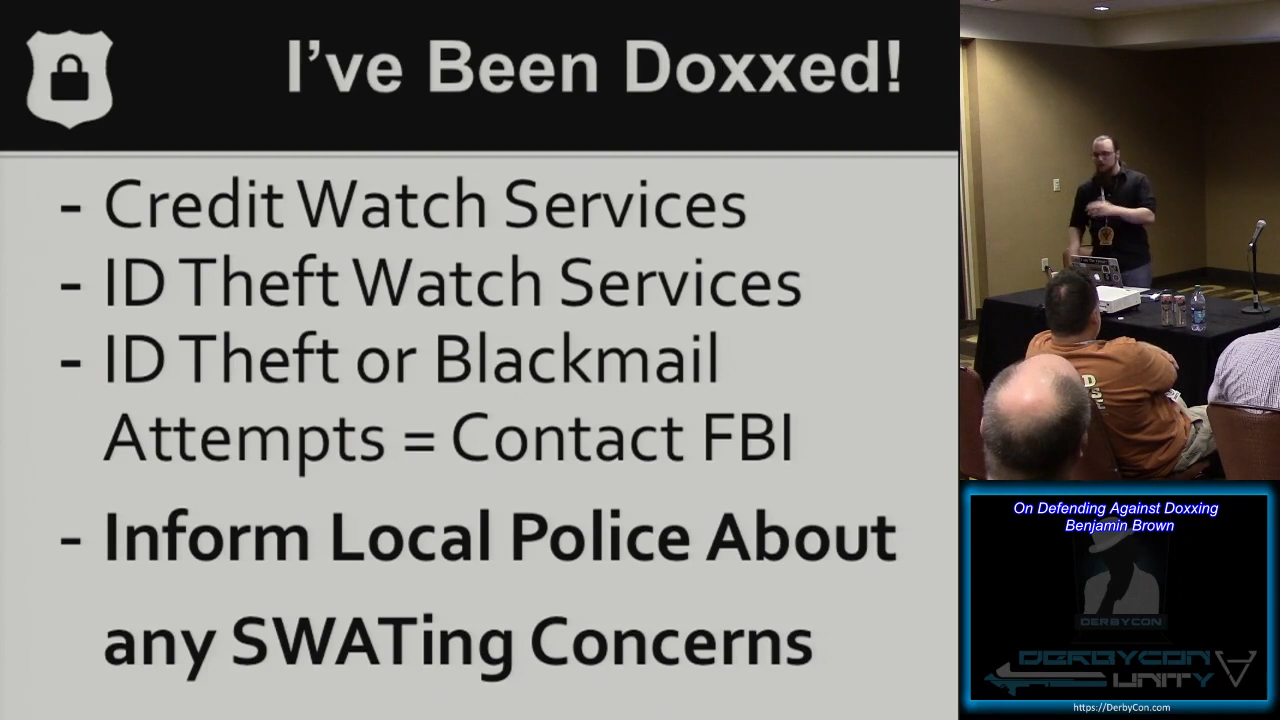 I've Been Doxxed!
- Credit Watch Services
- ID Theft Watch Services
- ID Theft or Blackmail
Attempts = Contact FBI
- Inform Local Police About
any SWATing Concerns
On Defending Against Doxxing
Benjamin Brown
DERBYCON
DERBYCON
UNITY
https://DerbyCon.com